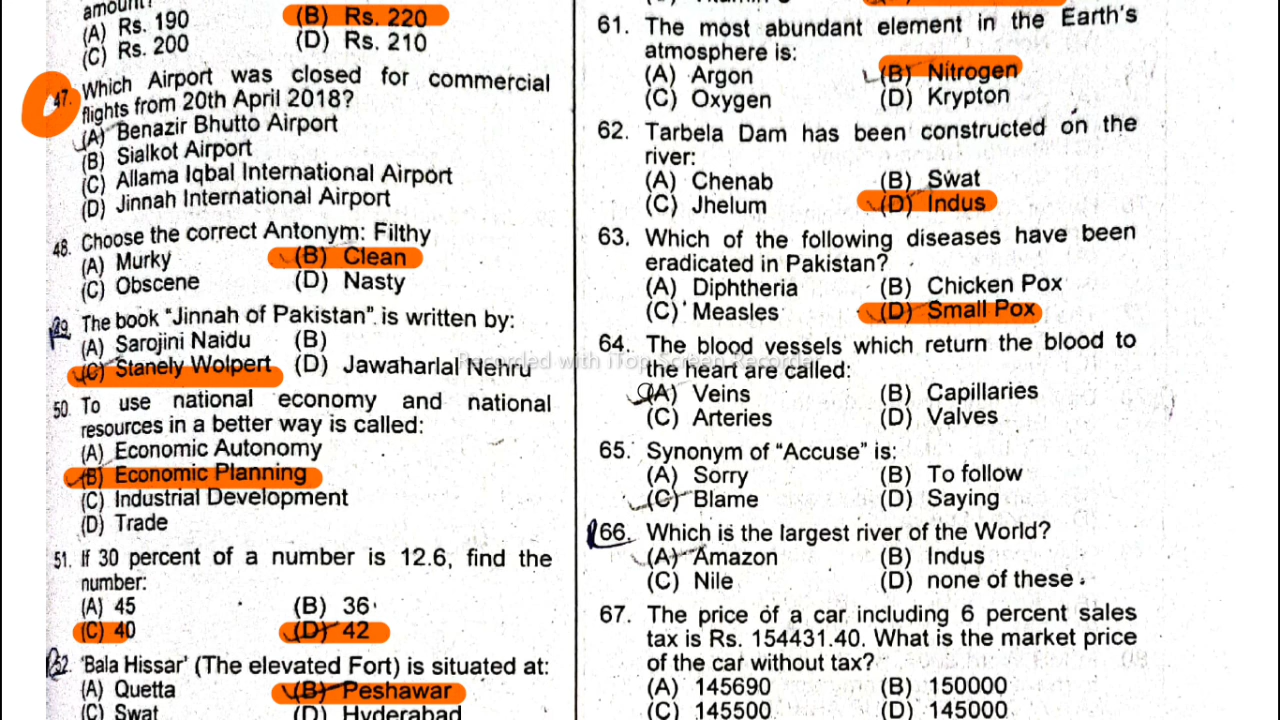 amount?
(A) Rs. 190 (B) Rs. 220
(C) Rs. 200 (D) Rs. 210
47. Which Airport was closed for commercial
flights from 20th April 2018?
(A) Benazir Bhutto Airport
(B) Sialkot Airport
(C) Allama Iqbal International Airport
(D) Jinnah International Airport
48. Choose the correct Antonym: Filthy
(A) Murky (B) Clean
(C) Obscene (D) Nasty
49. The book "Jinnah of Pakistan" is written by:
(A) Sarojini Naidu (B)
(C) Stanely Wolpert (D) Jawaharlal Nehru
50. To use national economy and national
resources in a better way is called:
(A) Economic Autonomy
(B) Economic Planning
(C) Industrial Development
(D) Trade
51. If 30 percent of a number is 12.6, find the
number:
(A) 45 (B) 36
(C) 40 (D) 42
52. 'Bala Hissar' (The elevated Fort) is situated at:
(A) Quetta (B) Peshawar
(C) Swat (D) Hyderabad
61. The most abundant element in the Earth's
atmosphere is:
(A) Argon (B) Nitrogen
(C) Oxygen (D) Krypton
62. Tarbela Dam has been constructed on the
river:
(A) Chenab (B) Swat
(C) Jhelum (D) Indus
63. Which of the following diseases have been
eradicated in Pakistan?
(A) Diphtheria (B) Chicken Pox
(C) Measles (D) Small Pox
64. The blood vessels which return the blood to
the heart are called:
(A) Veins (B) Capillaries
(C) Arteries (D) Valves
65. Synonym of "Accuse" is:
(A) Sorry (B) To follow
(C) Blame (D) Saying
66. Which is the largest river of the World?
(A) Amazon (B) Indus
(C) Nile (D) none of these
67. The price of a car including 6 percent sales
tax is Rs. 154431.40. What is the market price
of the car without tax?
(A) 145690 (B) 150000
(C) 145500 (D) 145000
Recorded with iTop Screen Recorder